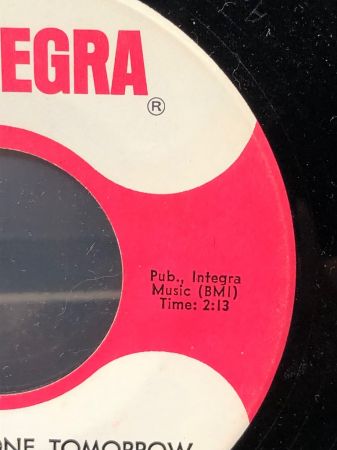 EGRA
®
Pub., Integra
Music (BMI)
Time: 2:13
ONE TOMORROW